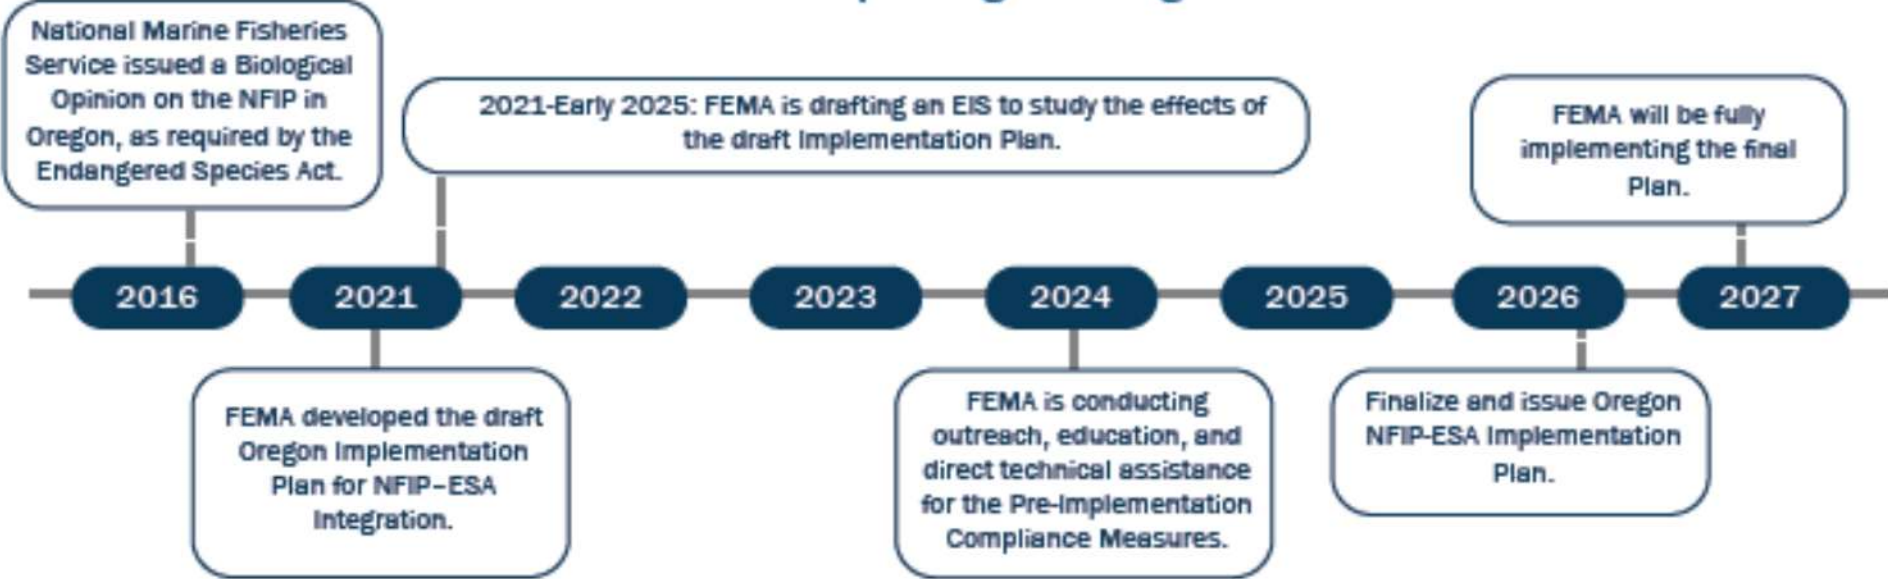 National Marine Fisheries
Service issued a Biological
Opinion on the NFIP in
Oregon, as required by the
Endangered Species Act.
2021-Early 2025: FEMA is drafting an EIS to study the effects of
the draft Implementation Plan.
FEMA will be fully
implementing the final
Plan.
2016
2021
2022
2023
2024
2025
2026
2027
FEMA developed the draft
Oregon Implementation
Plan for NFIP–ESA
Integration.
FEMA is conducting
outreach, education, and
direct technical assistance
for the Pre-Implementation
Compliance Measures.
Finalize and issue Oregon
NFIP-ESA Implementation
Plan.